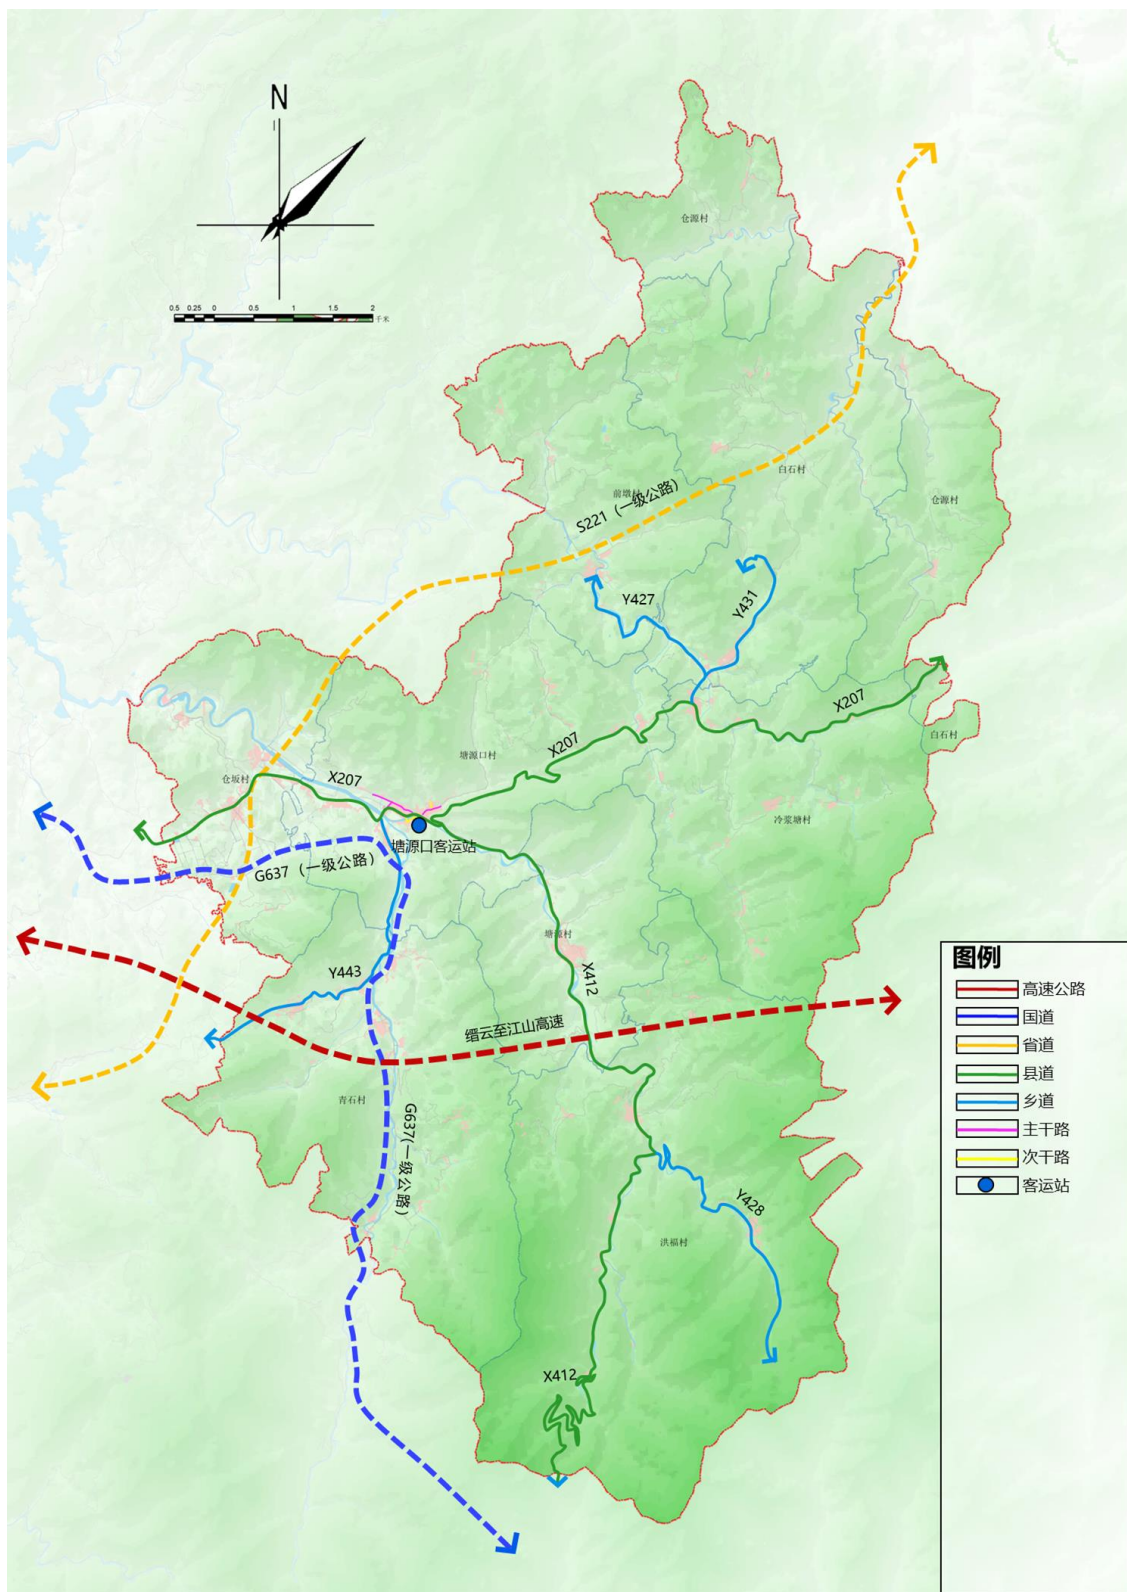 N
0.5 0.25 0 0.5 1 1.5 2
千米
仓源村
白石村
前墩村
S221（一级公路）
仓源村
Y427
Y431
X207
白石村
X207
塘源口村
X207
仓坂村
冷浆塘村
塘源口客运站
G637（一级公路）
塘源村
Y443
X412
缙云至江山高速
青石村
G637(一级公路)
Y428
洪福村
X412
图例
高速公路
国道
省道
县道
乡道
主干路
次干路
客运站